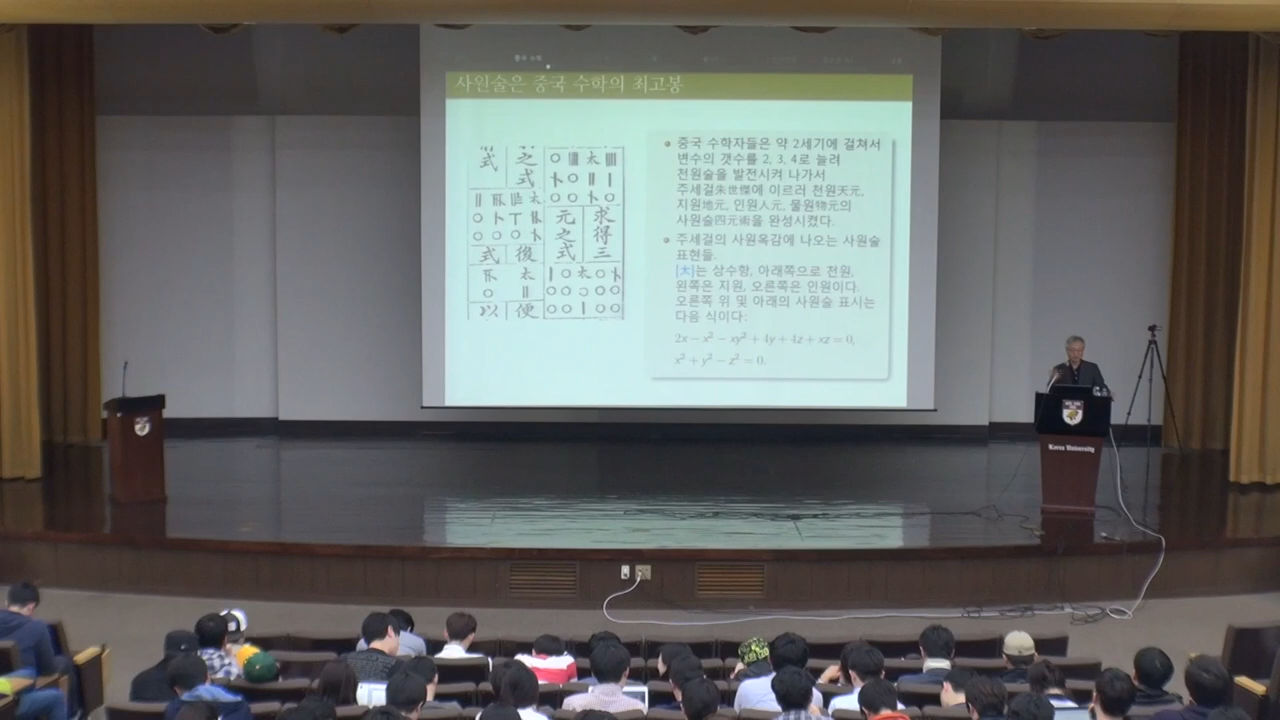 중국 수학
사원술은 중국 수학의 최고봉
式 之
式
太
元 求
之 得
式 三
式 後
太
以 便
太
중국 수학자들은 약 2세기에 걸쳐서
변수의 갯수를 2, 3, 4로 늘려
천원술을 발전시켜 나가서
주세걸朱世傑에 이르러 천원天元,
지원地元, 인원人元, 물원物元의
사원술四元術을 완성시켰다.
주세걸의 사원옥감에 나오는 사원술
표현들.
[太]는 상수항, 아래쪽으로 천원,
왼쪽은 지원, 오른쪽은 인원이다.
오른쪽 위 및 아래의 사원술 표시는
다음 식이다:
2x − x² − xy² + 4y + 4z + xz = 0,
x² + y² − z² = 0.
Korea University